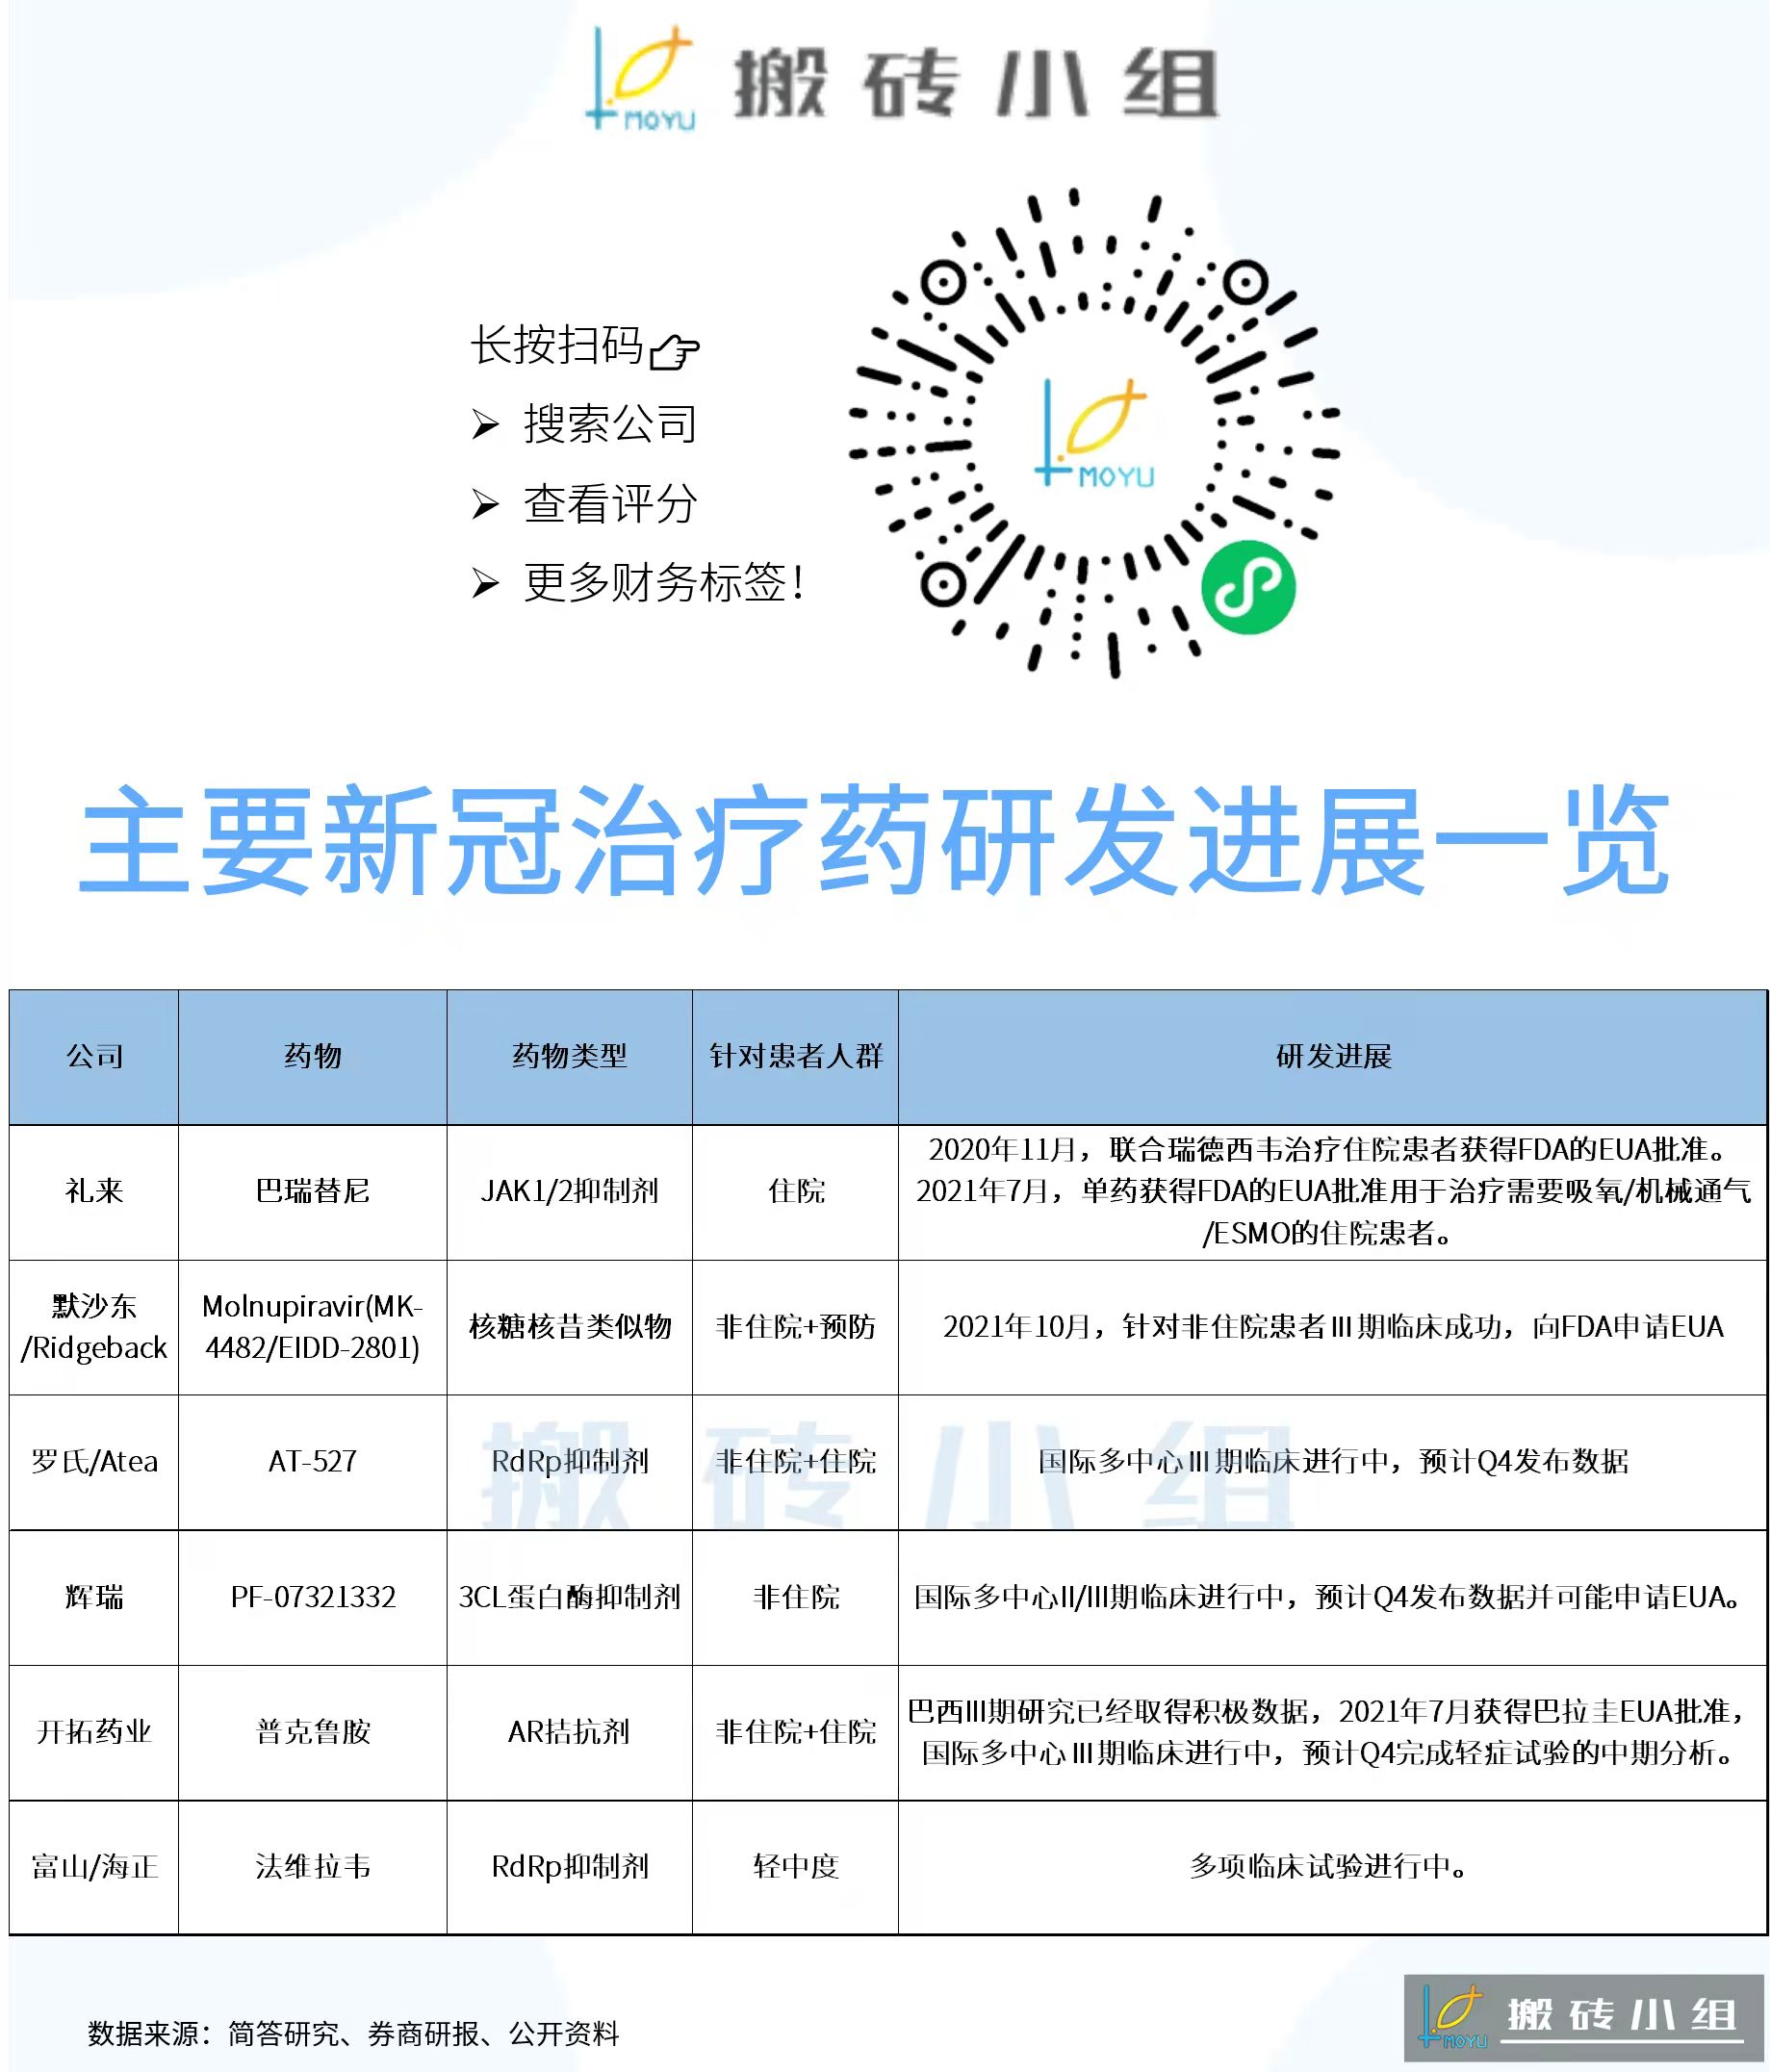 MOYU
搬砖小组
长按扫码
搜索公司
查看评分
更多财务标签！
MOYU
主要新冠治疗药研发进展一览
公司 药物 药物类型 针对患者人群 研发进展
礼来 巴瑞替尼 JAK1/2抑制剂 住院
2020年11月，联合瑞德西韦治疗住院患者获得FDA的EUA批准。
2021年7月，单药获得FDA的EUA批准用于治疗需要吸氧/机械通气
/ESMO的住院患者。
默沙东
/Ridgeback
Molnupiravir(MK-
4482/EIDD-2801)
核糖核昔类似物 非住院+预防 2021年10月，针对非住院患者Ⅲ期临床成功，向FDA申请EUA
罗氏/Atea AT-527 RdRp抑制剂 非住院+住院 国际多中心Ⅲ期临床进行中，预计Q4发布数据
搬砖小组
辉瑞 PF-07321332 3CL蛋白酶抑制剂 非住院 国际多中心II/III期临床进行中，预计Q4发布数据并可能申请EUA。
开拓药业 普克鲁胺 AR拮抗剂 非住院+住院
巴西III期研究已经取得积极数据，2021年7月获得巴拉圭EUA批准，
国际多中心Ⅲ期临床进行中，预计Q4完成轻症试验的中期分析。
富山/海正 法维拉韦 RdRp抑制剂 轻中度 多项临床试验进行中。
数据来源：简答研究、券商研报、公开资料
MOYU
搬砖小组